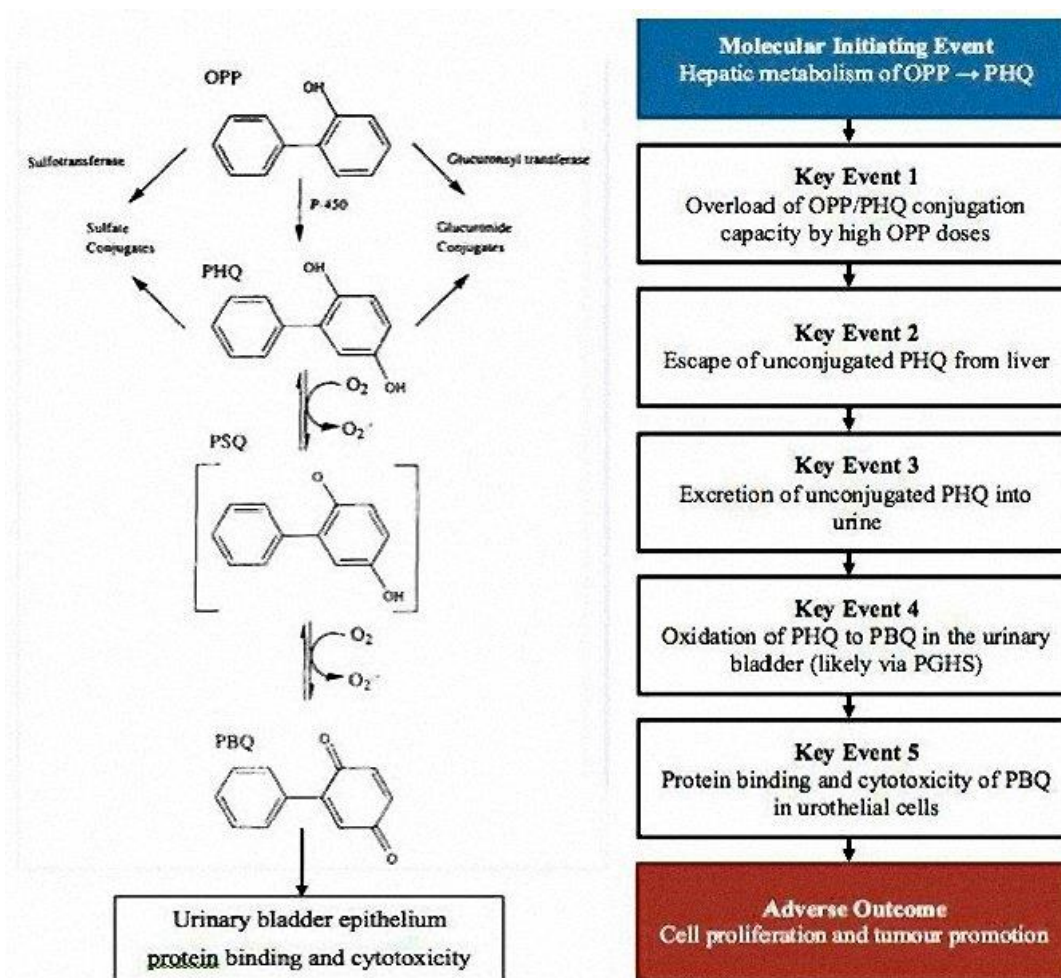 OPP
OH
Sulfotransferase
Glucuronsyl transferase
P-450
Sulfate
Conjugates
Glucuronide
Conjugates
PHQ
OH
OH
O2
O2·-
PSQ
O
OH
O2
O2·-
PBQ
O
O
Urinary bladder epithelium
protein binding and cytotoxicity
Molecular Initiating Event
Hepatic metabolism of OPP → PHQ
Key Event 1
Overload of OPP/PHQ conjugation
capacity by high OPP doses
Key Event 2
Escape of unconjugated PHQ from liver
Key Event 3
Excretion of unconjugated PHQ into
urine
Key Event 4
Oxidation of PHQ to PBQ in the urinary
bladder (likely via PGHS)
Key Event 5
Protein binding and cytotoxicity of PBQ
in urothelial cells
Adverse Outcome
Cell proliferation and tumour promotion